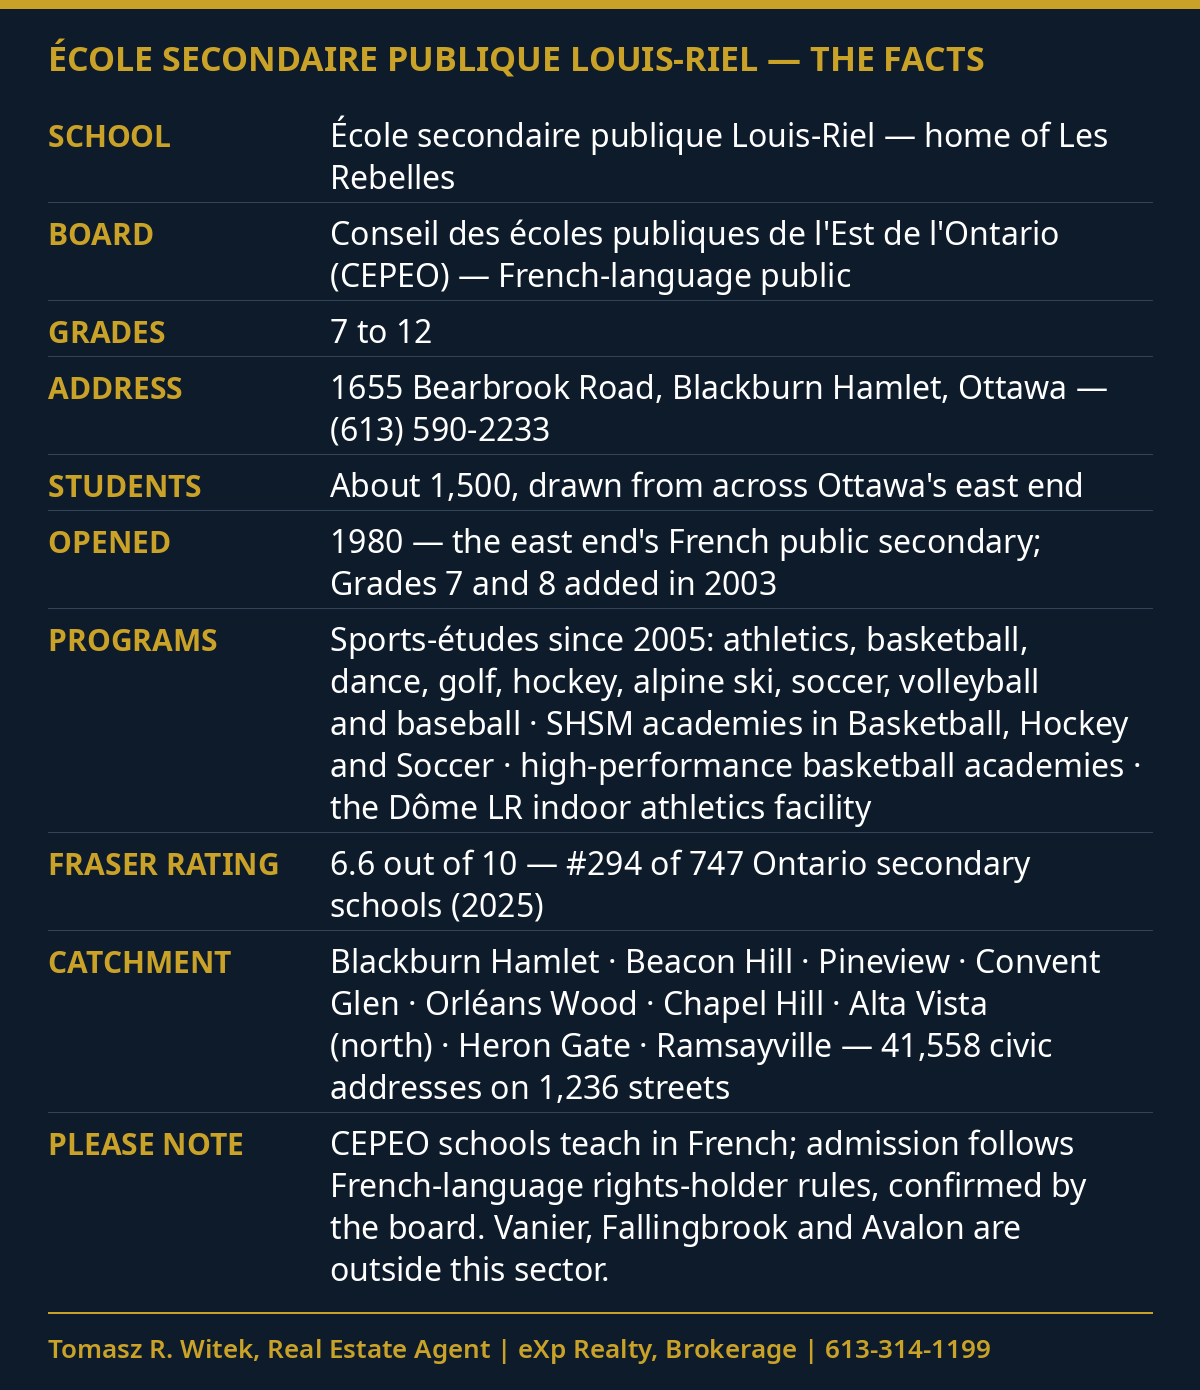 ÉCOLE SECONDAIRE PUBLIQUE LOUIS-RIEL — THE FACTS
SCHOOL
École secondaire publique Louis-Riel — home of Les
Rebelles
BOARD
Conseil des écoles publiques de l'Est de l'Ontario
(CEPEO) — French-language public
GRADES
7 to 12
ADDRESS
1655 Bearbrook Road, Blackburn Hamlet, Ottawa —
(613) 590-2233
STUDENTS
About 1,500, drawn from across Ottawa's east end
OPENED
1980 — the east end's French public secondary;
Grades 7 and 8 added in 2003
PROGRAMS
Sports-études since 2005: athletics, basketball,
dance, golf, hockey, alpine ski, soccer, volleyball
and baseball · SHSM academies in Basketball, Hockey
and Soccer · high-performance basketball academies ·
the Dôme LR indoor athletics facility
FRASER RATING
6.6 out of 10 — #294 of 747 Ontario secondary
schools (2025)
CATCHMENT
Blackburn Hamlet · Beacon Hill · Pineview · Convent
Glen · Orléans Wood · Chapel Hill · Alta Vista
(north) · Heron Gate · Ramsayville — 41,558 civic
addresses on 1,236 streets
PLEASE NOTE
CEPEO schools teach in French; admission follows
French-language rights-holder rules, confirmed by
the board. Vanier, Fallingbrook and Avalon are
outside this sector.
Tomasz R. Witek, Real Estate Agent | eXp Realty, Brokerage | 613-314-1199